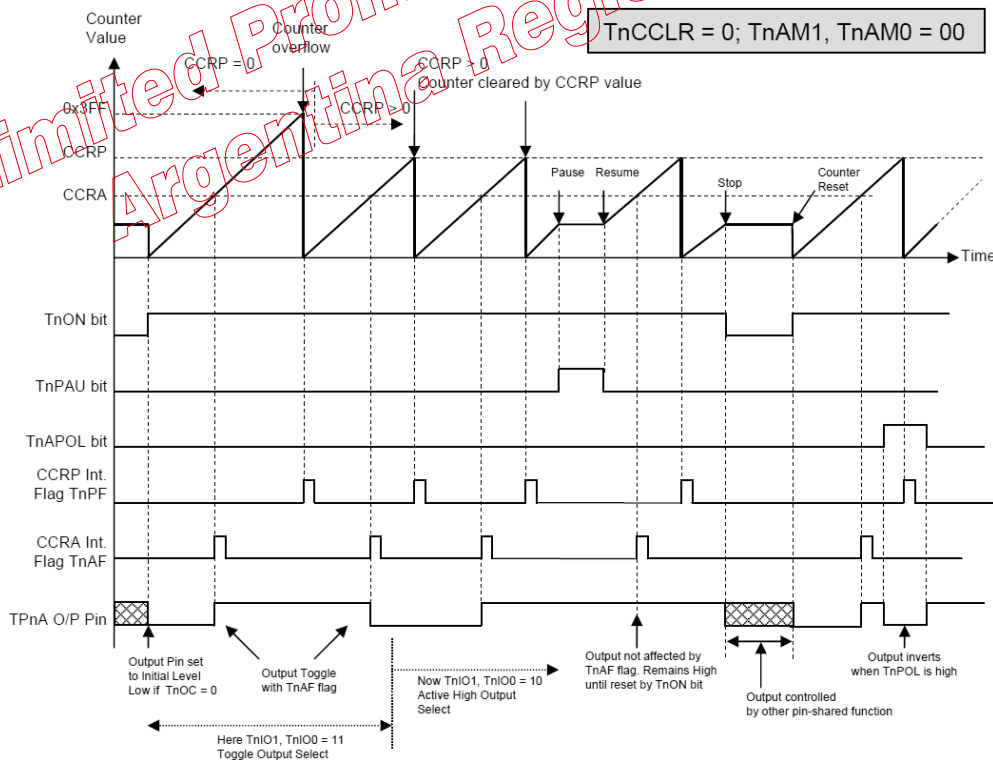 TnCCLR = 0; TnAM1, TnAM0 = 00
Counter
Value
Counter
overflow
CCRP = 0
CCRP > 0
Counter cleared by CCRP value
CCRP > 0
0x3FF
CCRP
CCRA
Pause
Resume
Stop
Counter
Reset
Time
TnON bit
TnPAU bit
TnAPOL bit
CCRP Int.
Flag TnPF
CCRA Int.
Flag TnAF
TPnA O/P Pin
Output Pin set
to Initial Level
Low if TnOC = 0
Output Toggle
with TnAF flag
Now TnIO1, TnIO0 = 10
Active High Output
Select
Output not affected by
TnAF flag. Remains High
until reset by TnON bit
Output controlled
by other pin-shared function
Output inverts
when TnPOL is high
Here TnIO1, TnIO0 = 11
Toggle Output Select
Argentina